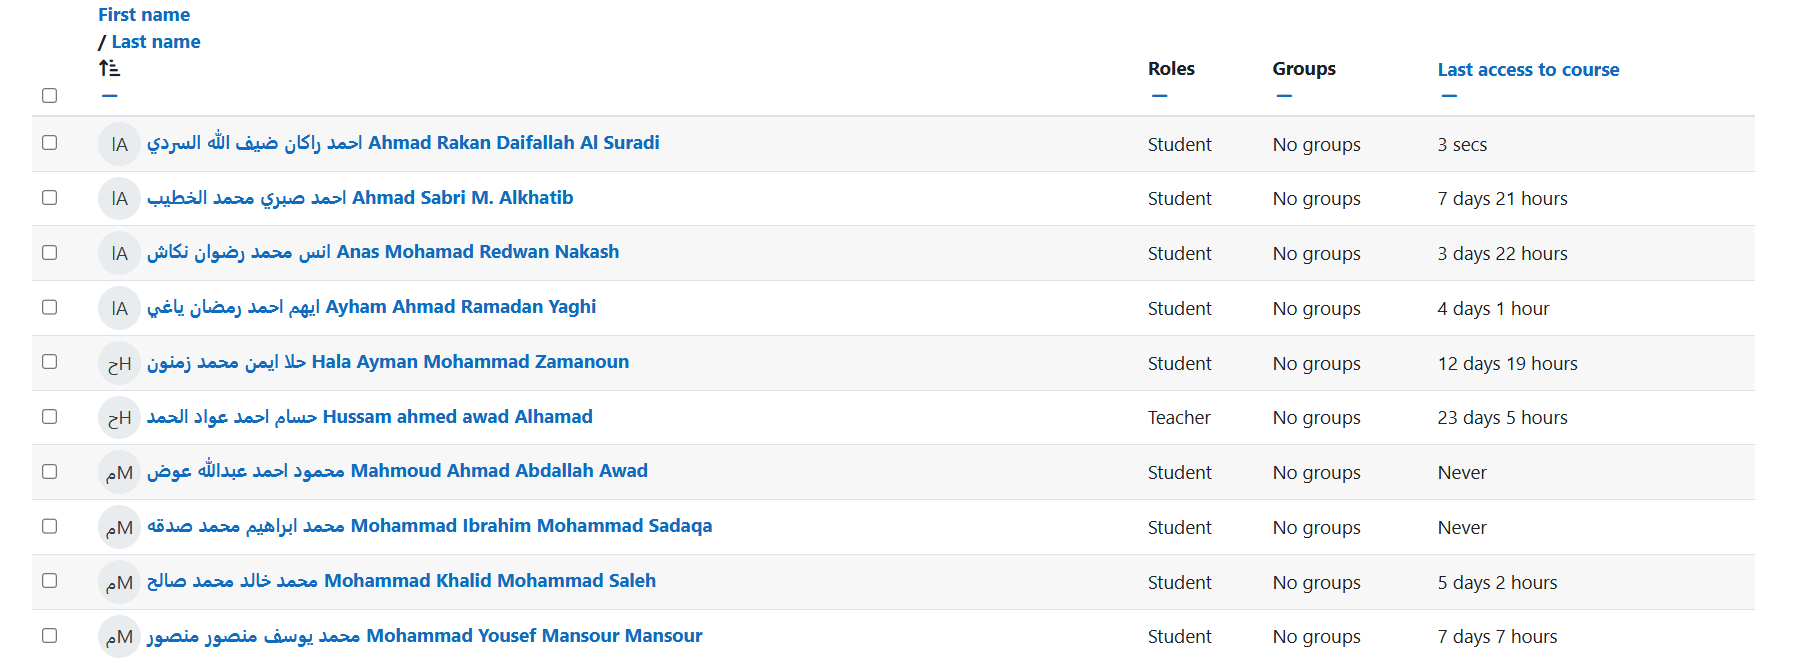 First name
/ Last name
Roles Groups Last access to course
اA احمد راكان ضيف الله السردي Ahmad Rakan Daifallah Al Suradi Student No groups 3 secs
اA احمد صبري محمد الخطيب Ahmad Sabri M. Alkhatib Student No groups 7 days 21 hours
اA انس محمد رضوان نكاش Anas Mohamad Redwan Nakash Student No groups 3 days 22 hours
اA ايهم احمد رمضان ياغي Ayham Ahmad Ramadan Yaghi Student No groups 4 days 1 hour
حH حلا ايمن محمد زمنون Hala Ayman Mohammad Zamanoun Student No groups 12 days 19 hours
حH حسام احمد عواد الحمد Hussam ahmed awad Alhamad Teacher No groups 23 days 5 hours
مM محمود احمد عبدالله عوض Mahmoud Ahmad Abdallah Awad Student No groups Never
مM محمد ابراهيم محمد صدقه Mohammad Ibrahim Mohammad Sadaqa Student No groups Never
مM محمد خالد محمد صالح Mohammad Khalid Mohammad Saleh Student No groups 5 days 2 hours
مM محمد يوسف منصور منصور Mohammad Yousef Mansour Mansour Student No groups 7 days 7 hours